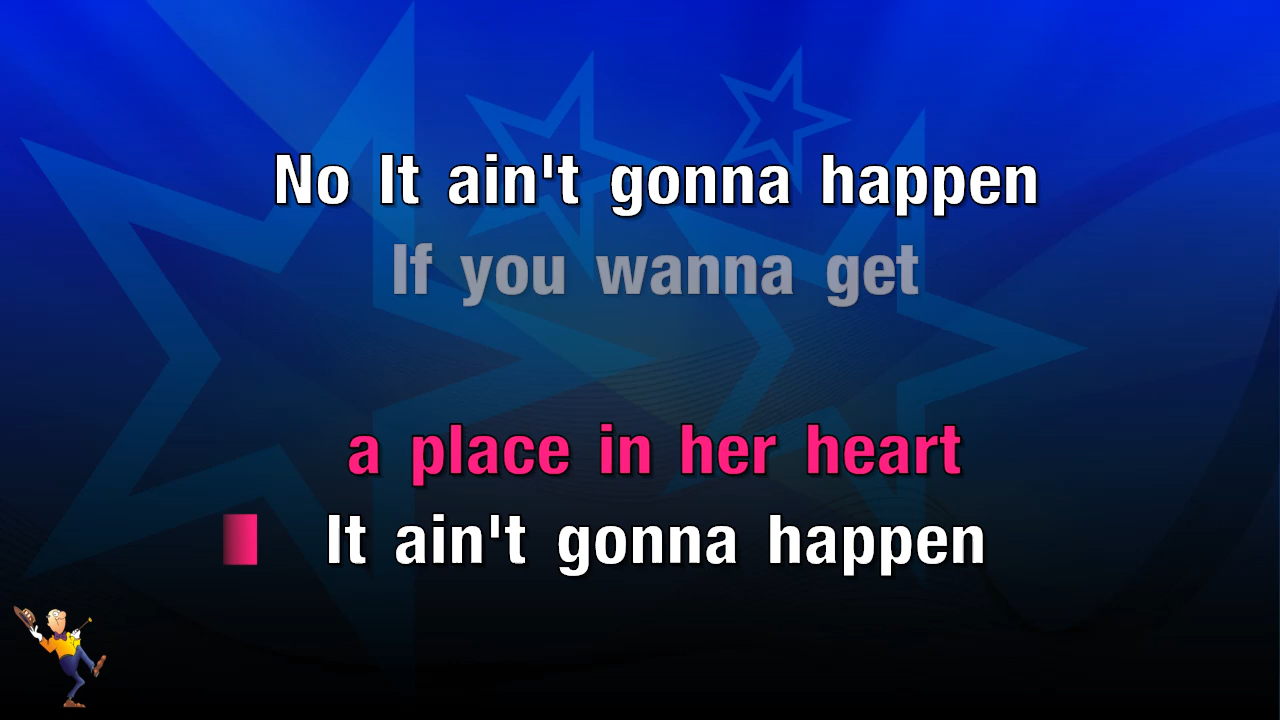 No It ain't gonna happen
If you wanna get
a place in her heart
It ain't gonna happen